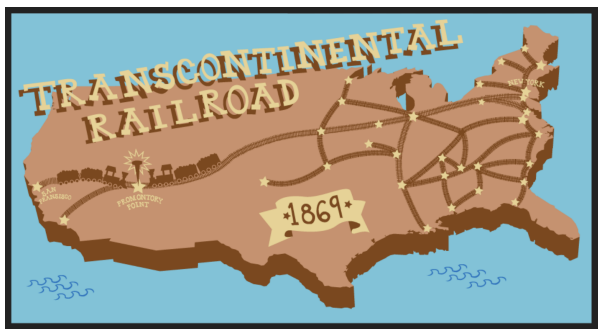 TRANSCONTINENTAL
RAILROAD
NEW YORK
SAN
FRANCISCO
PROMONTORY
POINT
1869